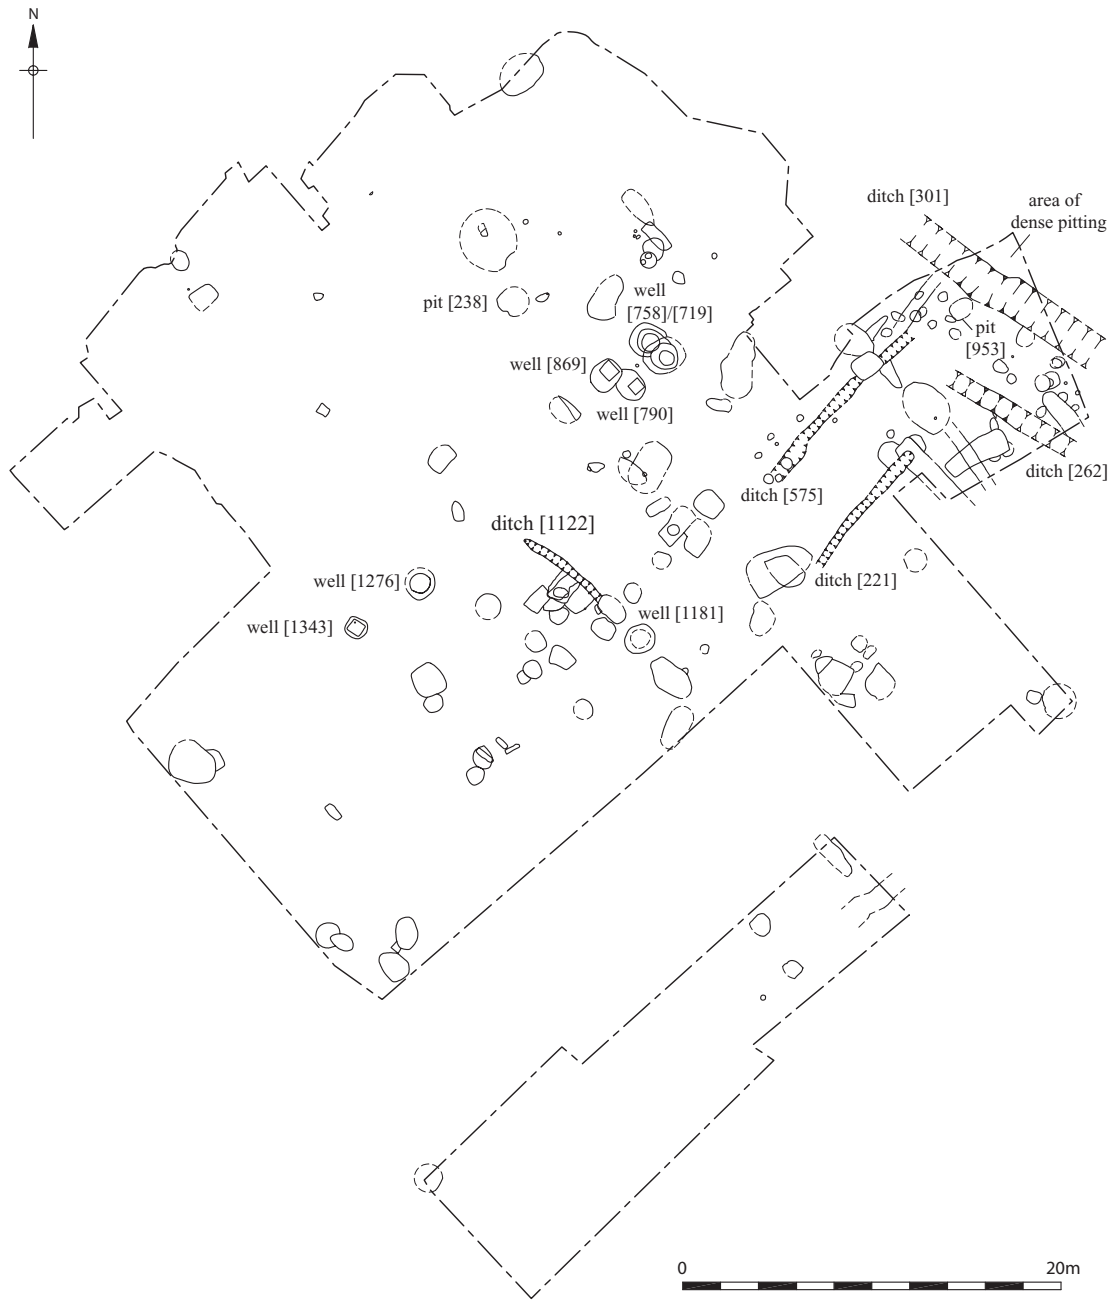 N
ditch [301]
area of
dense pitting
pit [238]
well
[758]/[719]
pit
[953]
well [869]
well [790]
ditch [575]
ditch [262]
ditch [1122]
well [1276]
ditch [221]
well [1181]
well [1343]
0
20m